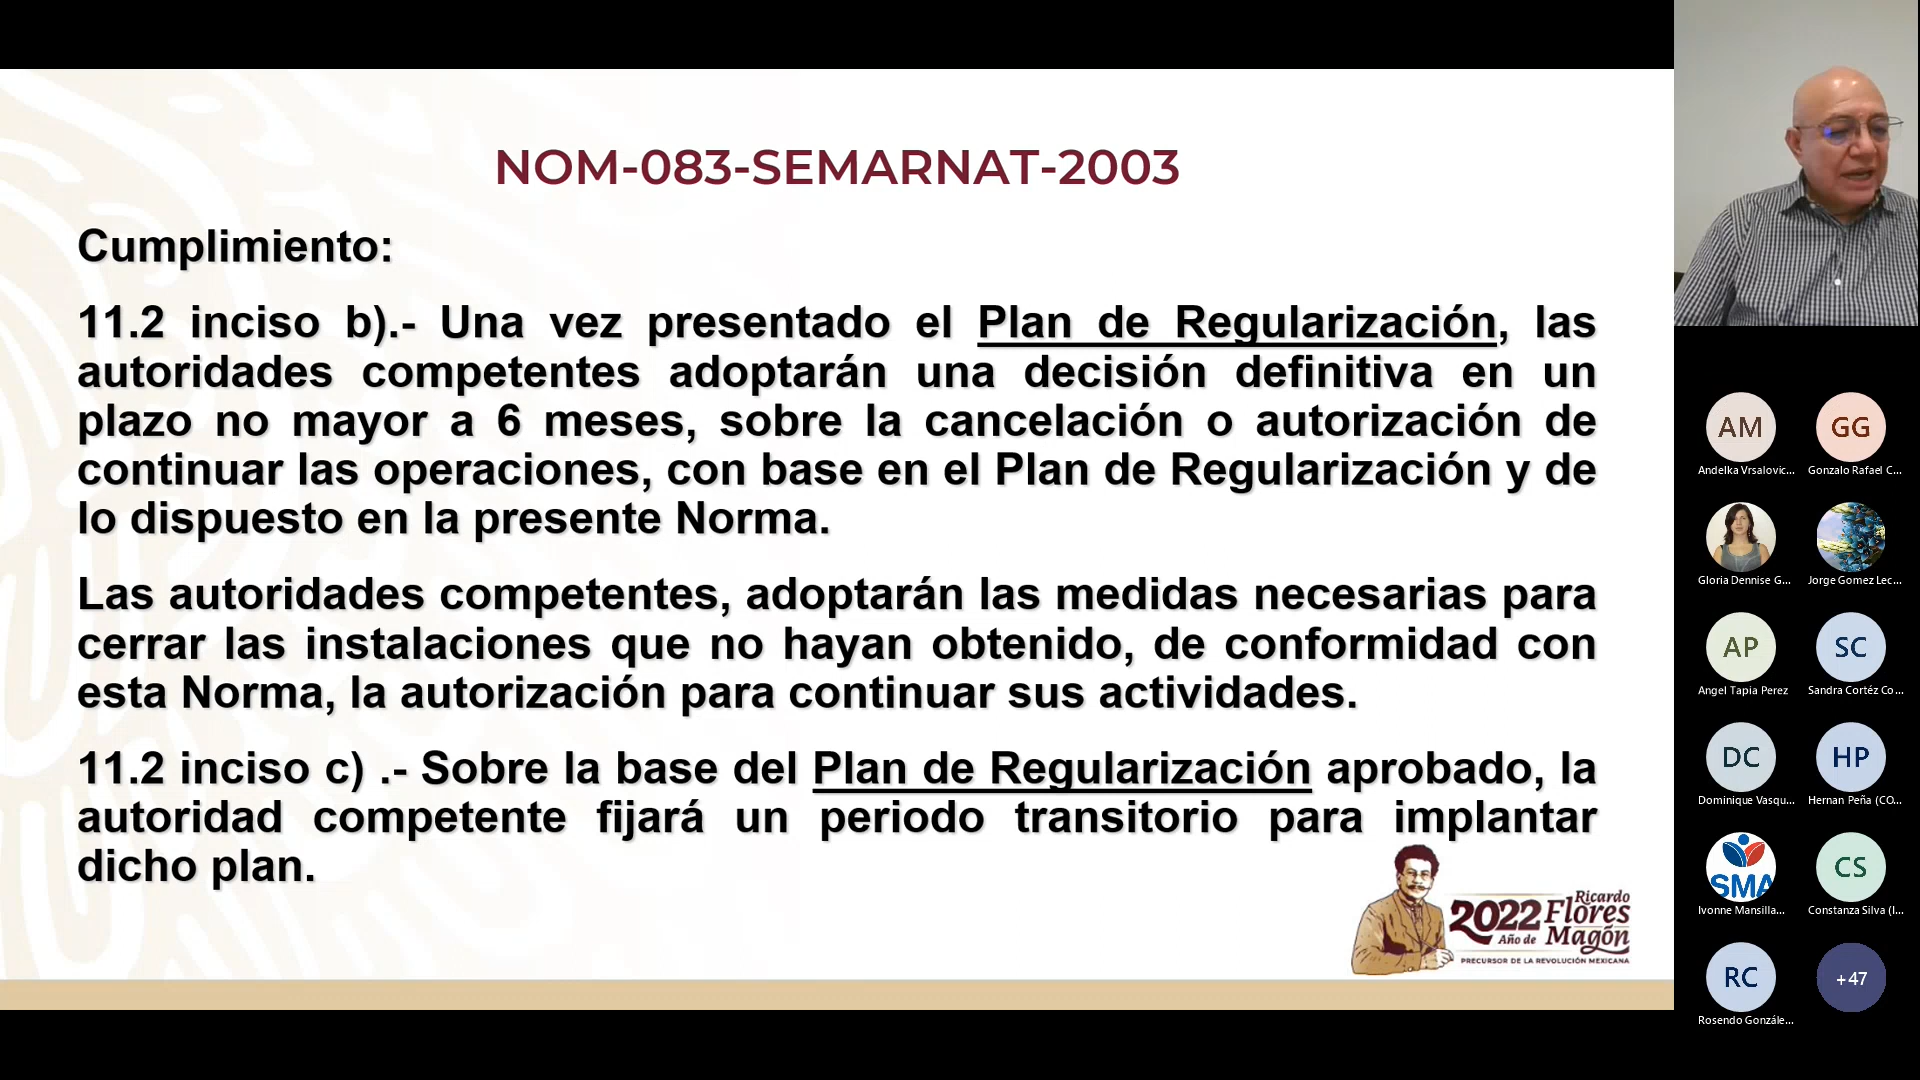 NOM-083-SEMARNAT-2003
Cumplimiento:
11.2 inciso b).- Una vez presentado el Plan de Regularización, las
autoridades competentes adoptarán una decisión definitiva en un
plazo no mayor a 6 meses, sobre la cancelación o autorización de
continuar las operaciones, con base en el Plan de Regularización y de
lo dispuesto en la presente Norma.
Las autoridades competentes, adoptarán las medidas necesarias para
cerrar las instalaciones que no hayan obtenido, de conformidad con
esta Norma, la autorización para continuar sus actividades.
11.2 inciso c) .- Sobre la base del Plan de Regularización aprobado, la
autoridad competente fijará un periodo transitorio para implantar
dicho plan.
2022 Ricardo
Año de Flores
Magón
PRECURSOR DE LA REVOLUCIÓN MEXICANA
AM
GG
Andelka Vrsalovic...
Gonzalo Rafael C...
Gloria Dennise G...
Jorge Gomez Lec...
AP
SC
Angel Tapia Perez
Sandra Cortéz Co...
DC
HP
Dominique Vasqu...
Hernan Peña (CO...
SMA
CS
Ivonne Mansilla...
Constanza Silva (I...
RC
+47
Rosendo Gonzále...